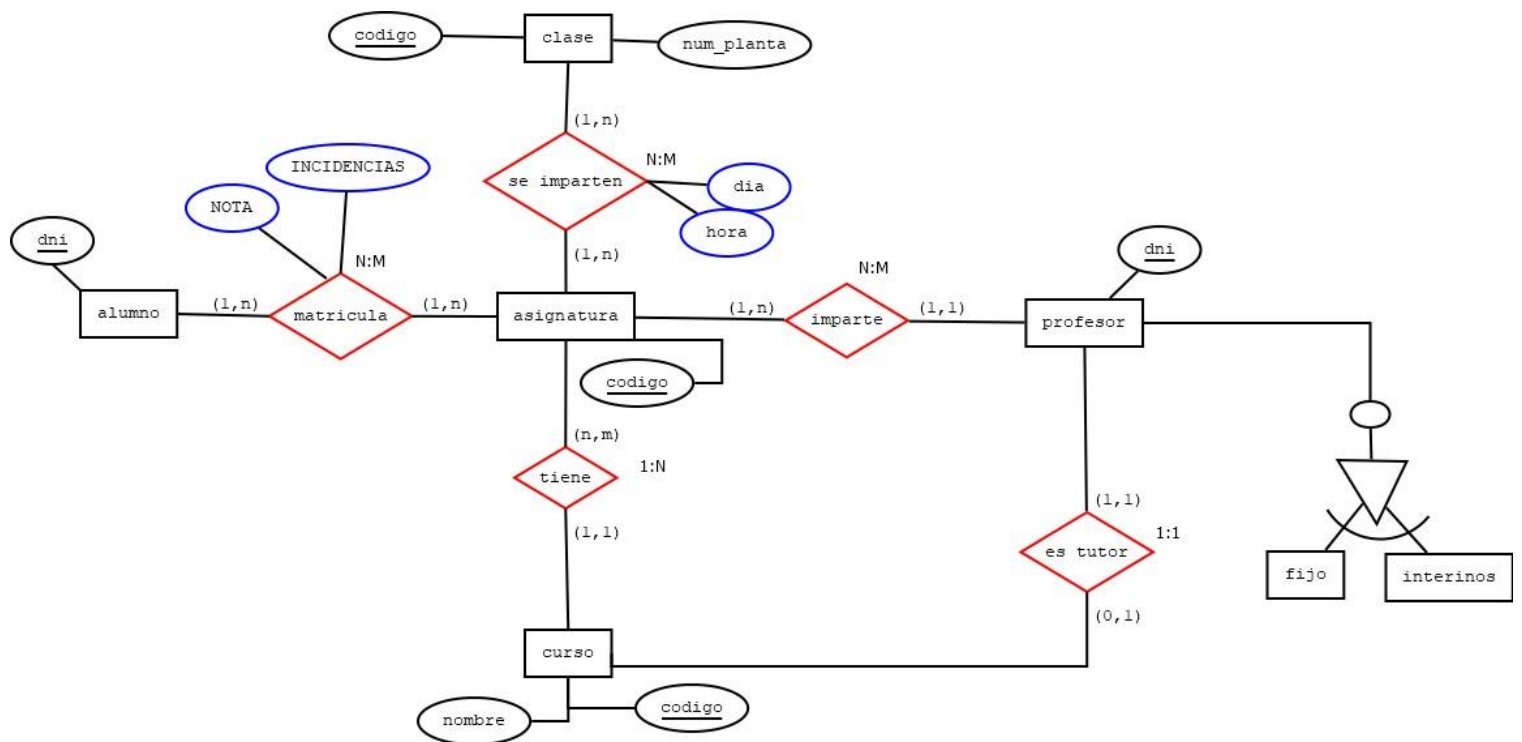 codigo
clase
num_planta
(1,n)
INCIDENCIAS
N:M
se imparten
dia
hora
NOTA
dni
N:M
(1,n)
dni
N:M
alumno
(1,n)
matricula
(1,n)
asignatura
(1,n)
imparte
(1,1)
profesor
codigo
(n,m)
tiene
1:N
(1,1)
(1,1)
es tutor
1:1
(0,1)
fijo
interinos
curso
nombre
codigo